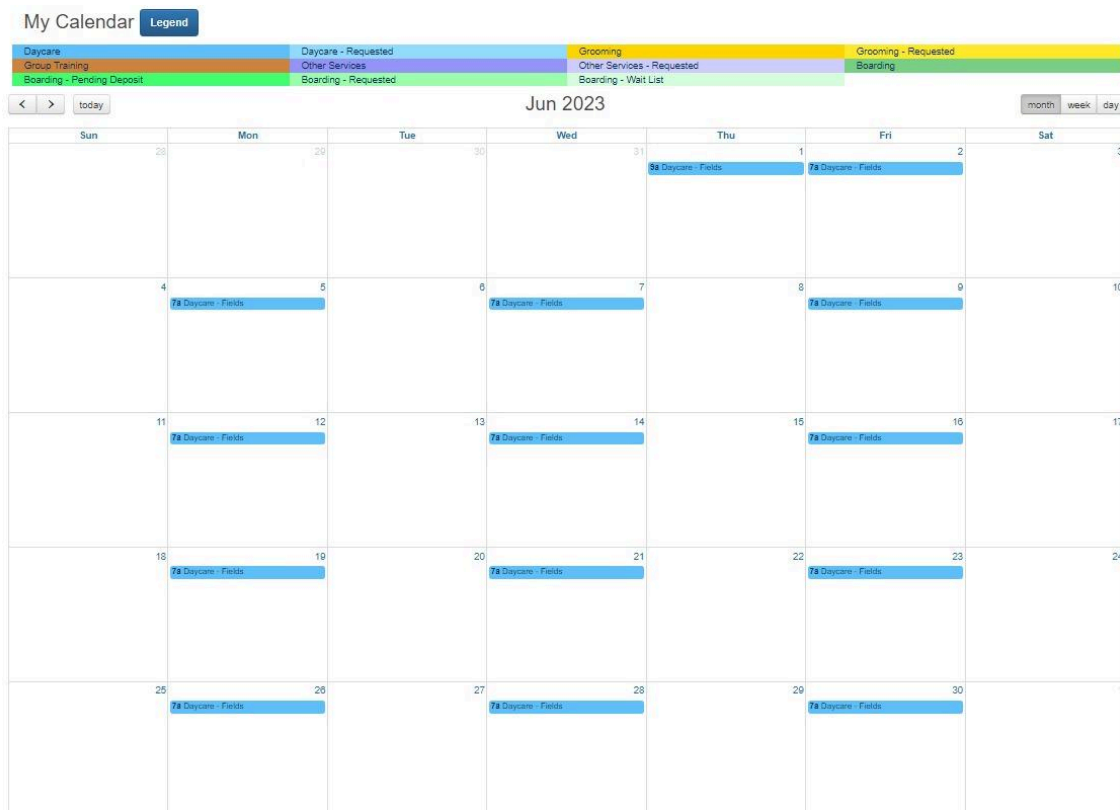 My Calendar Legend
Daycare Daycare - Requested Grooming Grooming - Requested
Group Training Other Services Other Services - Requested Boarding
Boarding - Pending Deposit Boarding - Requested Boarding - Wait List
< > today Jun 2023 month week day
Sun Mon Tue Wed Thu Fri Sat
28 29 30 31 1 2 3
9a Daycare - Fields 7a Daycare - Fields
4 5 6 7 8 9 10
7a Daycare - Fields 7a Daycare - Fields 7a Daycare - Fields
11 12 13 14 15 16 17
7a Daycare - Fields 7a Daycare - Fields 7a Daycare - Fields
18 19 20 21 22 23 24
7a Daycare - Fields 7a Daycare - Fields 7a Daycare - Fields
25 26 27 28 29 30
7a Daycare - Fields 7a Daycare - Fields 7a Daycare - Fields